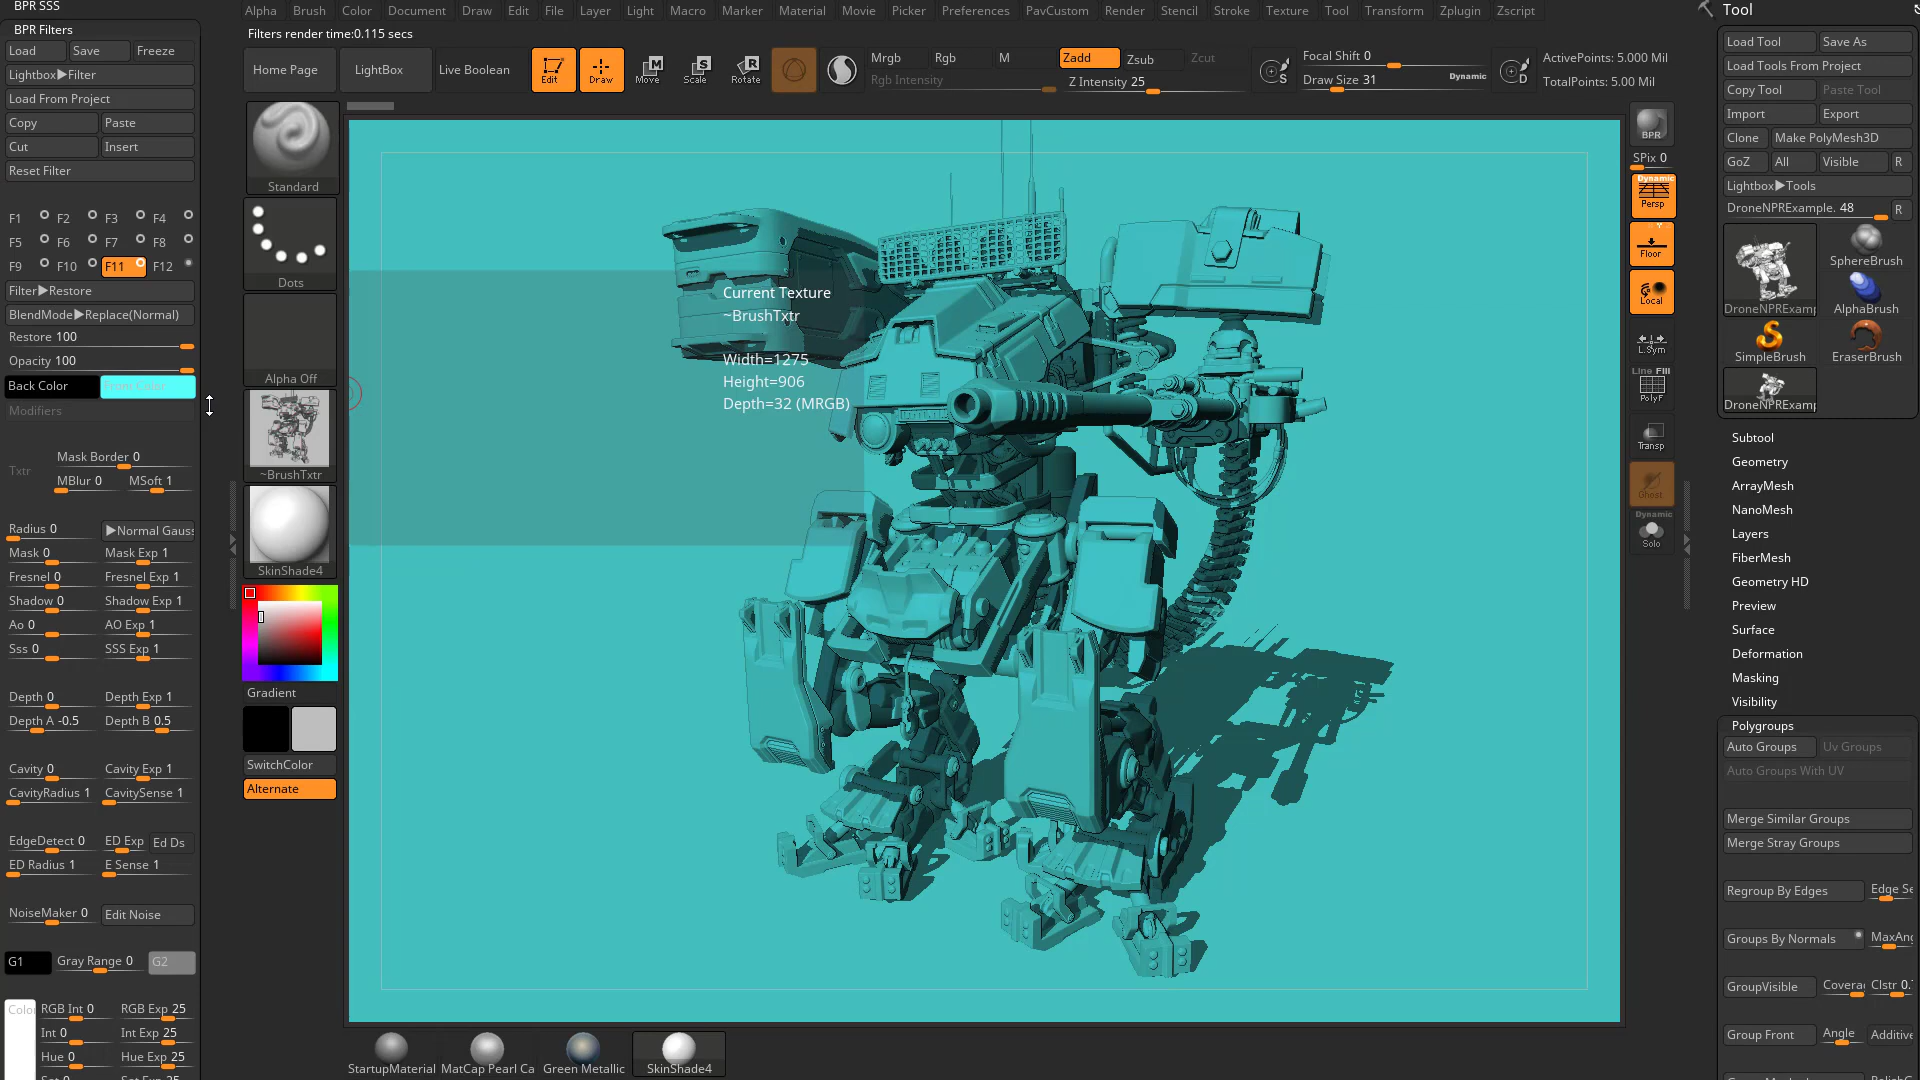 BPR SSS
Alpha Brush Color Document Draw Edit File Layer Light Macro Marker Material Movie Picker Preferences PavCustom Render Stencil Stroke Texture Tool Transform Zplugin Zscript
Tool
BPR Filters
Filters render time:0.115 secs
Load Save Freeze
Lightbox▶Filter
Load From Project
Copy Paste
Cut Insert
Reset Filter
F1 F2 F3 F4
F5 F6 F7 F8
F9 F10 F11 F12
Filter▶Restore
BlendMode▶Replace(Normal)
Restore 100
Opacity 100
Back Color Front Color
Modifiers
Txtr
Mask Border 0
MBlur 0 MSoft 1
Radius 0 ▶Normal Gauss
Mask 0 Mask Exp 1
Fresnel 0 Fresnel Exp 1
Shadow 0 Shadow Exp 1
Ao 0 AO Exp 1
Sss 0 SSS Exp 1
Depth 0 Depth Exp 1
Depth A -0.5 Depth B 0.5
Cavity 0 Cavity Exp 1
CavityRadius 1 CavitySense 1
EdgeDetect 0 ED Exp Ed Ds
ED Radius 1 E Sense 1
NoiseMaker 0 Edit Noise
G1 Gray Range 0 G2
Color
RGB Int 0 RGB Exp 25
Int 0 Int Exp 25
Hue 0 Hue Exp 25
Home Page LightBox Live Boolean
Edit Draw Move Scale Rotate
Mrgb Rgb M
Rgb Intensity
Zadd Zsub Zcut
Z Intensity 25
S
Focal Shift 0
Draw Size 31 Dynamic
D
ActivePoints: 5.000 Mil
TotalPoints: 5.00 Mil
Standard
Dots
Alpha Off
~BrushTxtr
SkinShade4
Gradient
SwitchColor
Alternate
Current Texture
~BrushTxtr
Width=1275
Height=906
Depth=32 (MRGB)
StartupMaterial MatCap Pearl Ca Green Metallic SkinShade4
BPR
SPix 0
Dynamic
Persp
Floor
Local
L.Sym
Line Fill
PolyF
Transp
Ghost
Dynamic
Solo
Load Tool Save As
Load Tools From Project
Copy Tool Paste Tool
Import Export
Clone Make PolyMesh3D
GoZ All Visible R
Lightbox▶Tools
DroneNPRExample. 48 R
DroneNPRExamp SphereBrush
AlphaBrush
SimpleBrush EraserBrush
DroneNPRExamp
Subtool
Geometry
ArrayMesh
NanoMesh
Layers
FiberMesh
Geometry HD
Preview
Surface
Deformation
Masking
Visibility
Polygroups
Auto Groups Uv Groups
Auto Groups With UV
Merge Similar Groups
Merge Stray Groups
Regroup By Edges Edge Se
Groups By Normals MaxAng
GroupVisible Covera Clstr 0.
Group Front Angle Additive